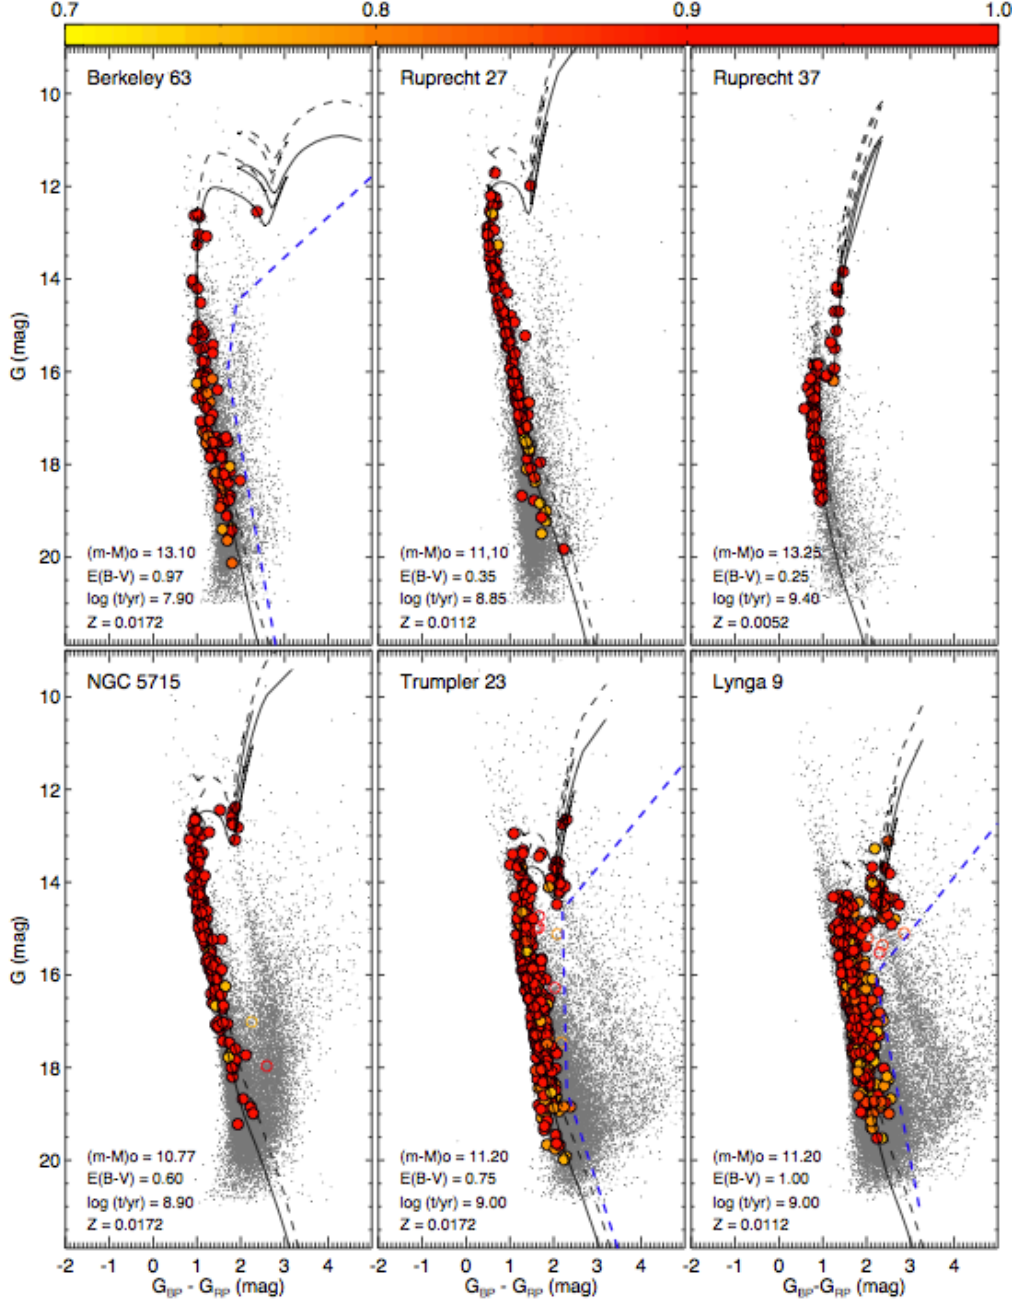 0.7 0.8 0.9 1.0
Berkeley 63
Ruprecht 27
Ruprecht 37
10
12
14
16
18
20
G (mag)
(m-M)o = 13.10
E(B-V) = 0.97
log (t/yr) = 7.90
Z = 0.0172
(m-M)o = 11.10
E(B-V) = 0.35
log (t/yr) = 8.85
Z = 0.0112
(m-M)o = 13.25
E(B-V) = 0.25
log (t/yr) = 9.40
Z = 0.0052
NGC 5715
Trumpler 23
Lynga 9
10
12
14
16
18
20
G (mag)
(m-M)o = 10.77
E(B-V) = 0.60
log (t/yr) = 8.90
Z = 0.0172
(m-M)o = 11.20
E(B-V) = 0.75
log (t/yr) = 9.00
Z = 0.0172
(m-M)o = 11.20
E(B-V) = 1.00
log (t/yr) = 9.00
Z = 0.0112
-2 -1 0 1 2 3 4 -2 -1 0 1 2 3 4 -2 -1 0 1 2 3 4
G_BP - G_RP (mag) G_BP - G_RP (mag) G_BP-G_RP (mag)